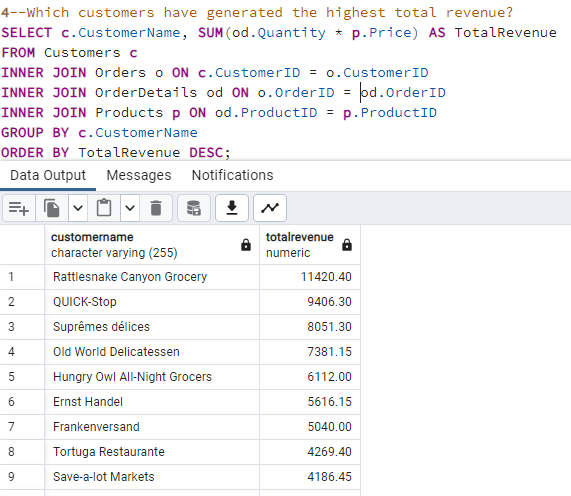 4--Which customers have generated the highest total revenue?
SELECT c.CustomerName, SUM(od.Quantity * p.Price) AS TotalRevenue
FROM Customers c
INNER JOIN Orders o ON c.CustomerID = o.CustomerID
INNER JOIN OrderDetails od ON o.OrderID = od.OrderID
INNER JOIN Products p ON od.ProductID = p.ProductID
GROUP BY c.CustomerName
ORDER BY TotalRevenue DESC;
Data Output Messages Notifications
customername totalrevenue
character varying (255) numeric
1 Rattlesnake Canyon Grocery 11420.40
2 QUICK-Stop 9406.30
3 Suprêmes délices 8051.30
4 Old World Delicatessen 7381.15
5 Hungry Owl All-Night Grocers 6112.00
6 Ernst Handel 5616.15
7 Frankenversand 5040.00
8 Tortuga Restaurante 4269.40
9 Save-a-lot Markets 4186.45